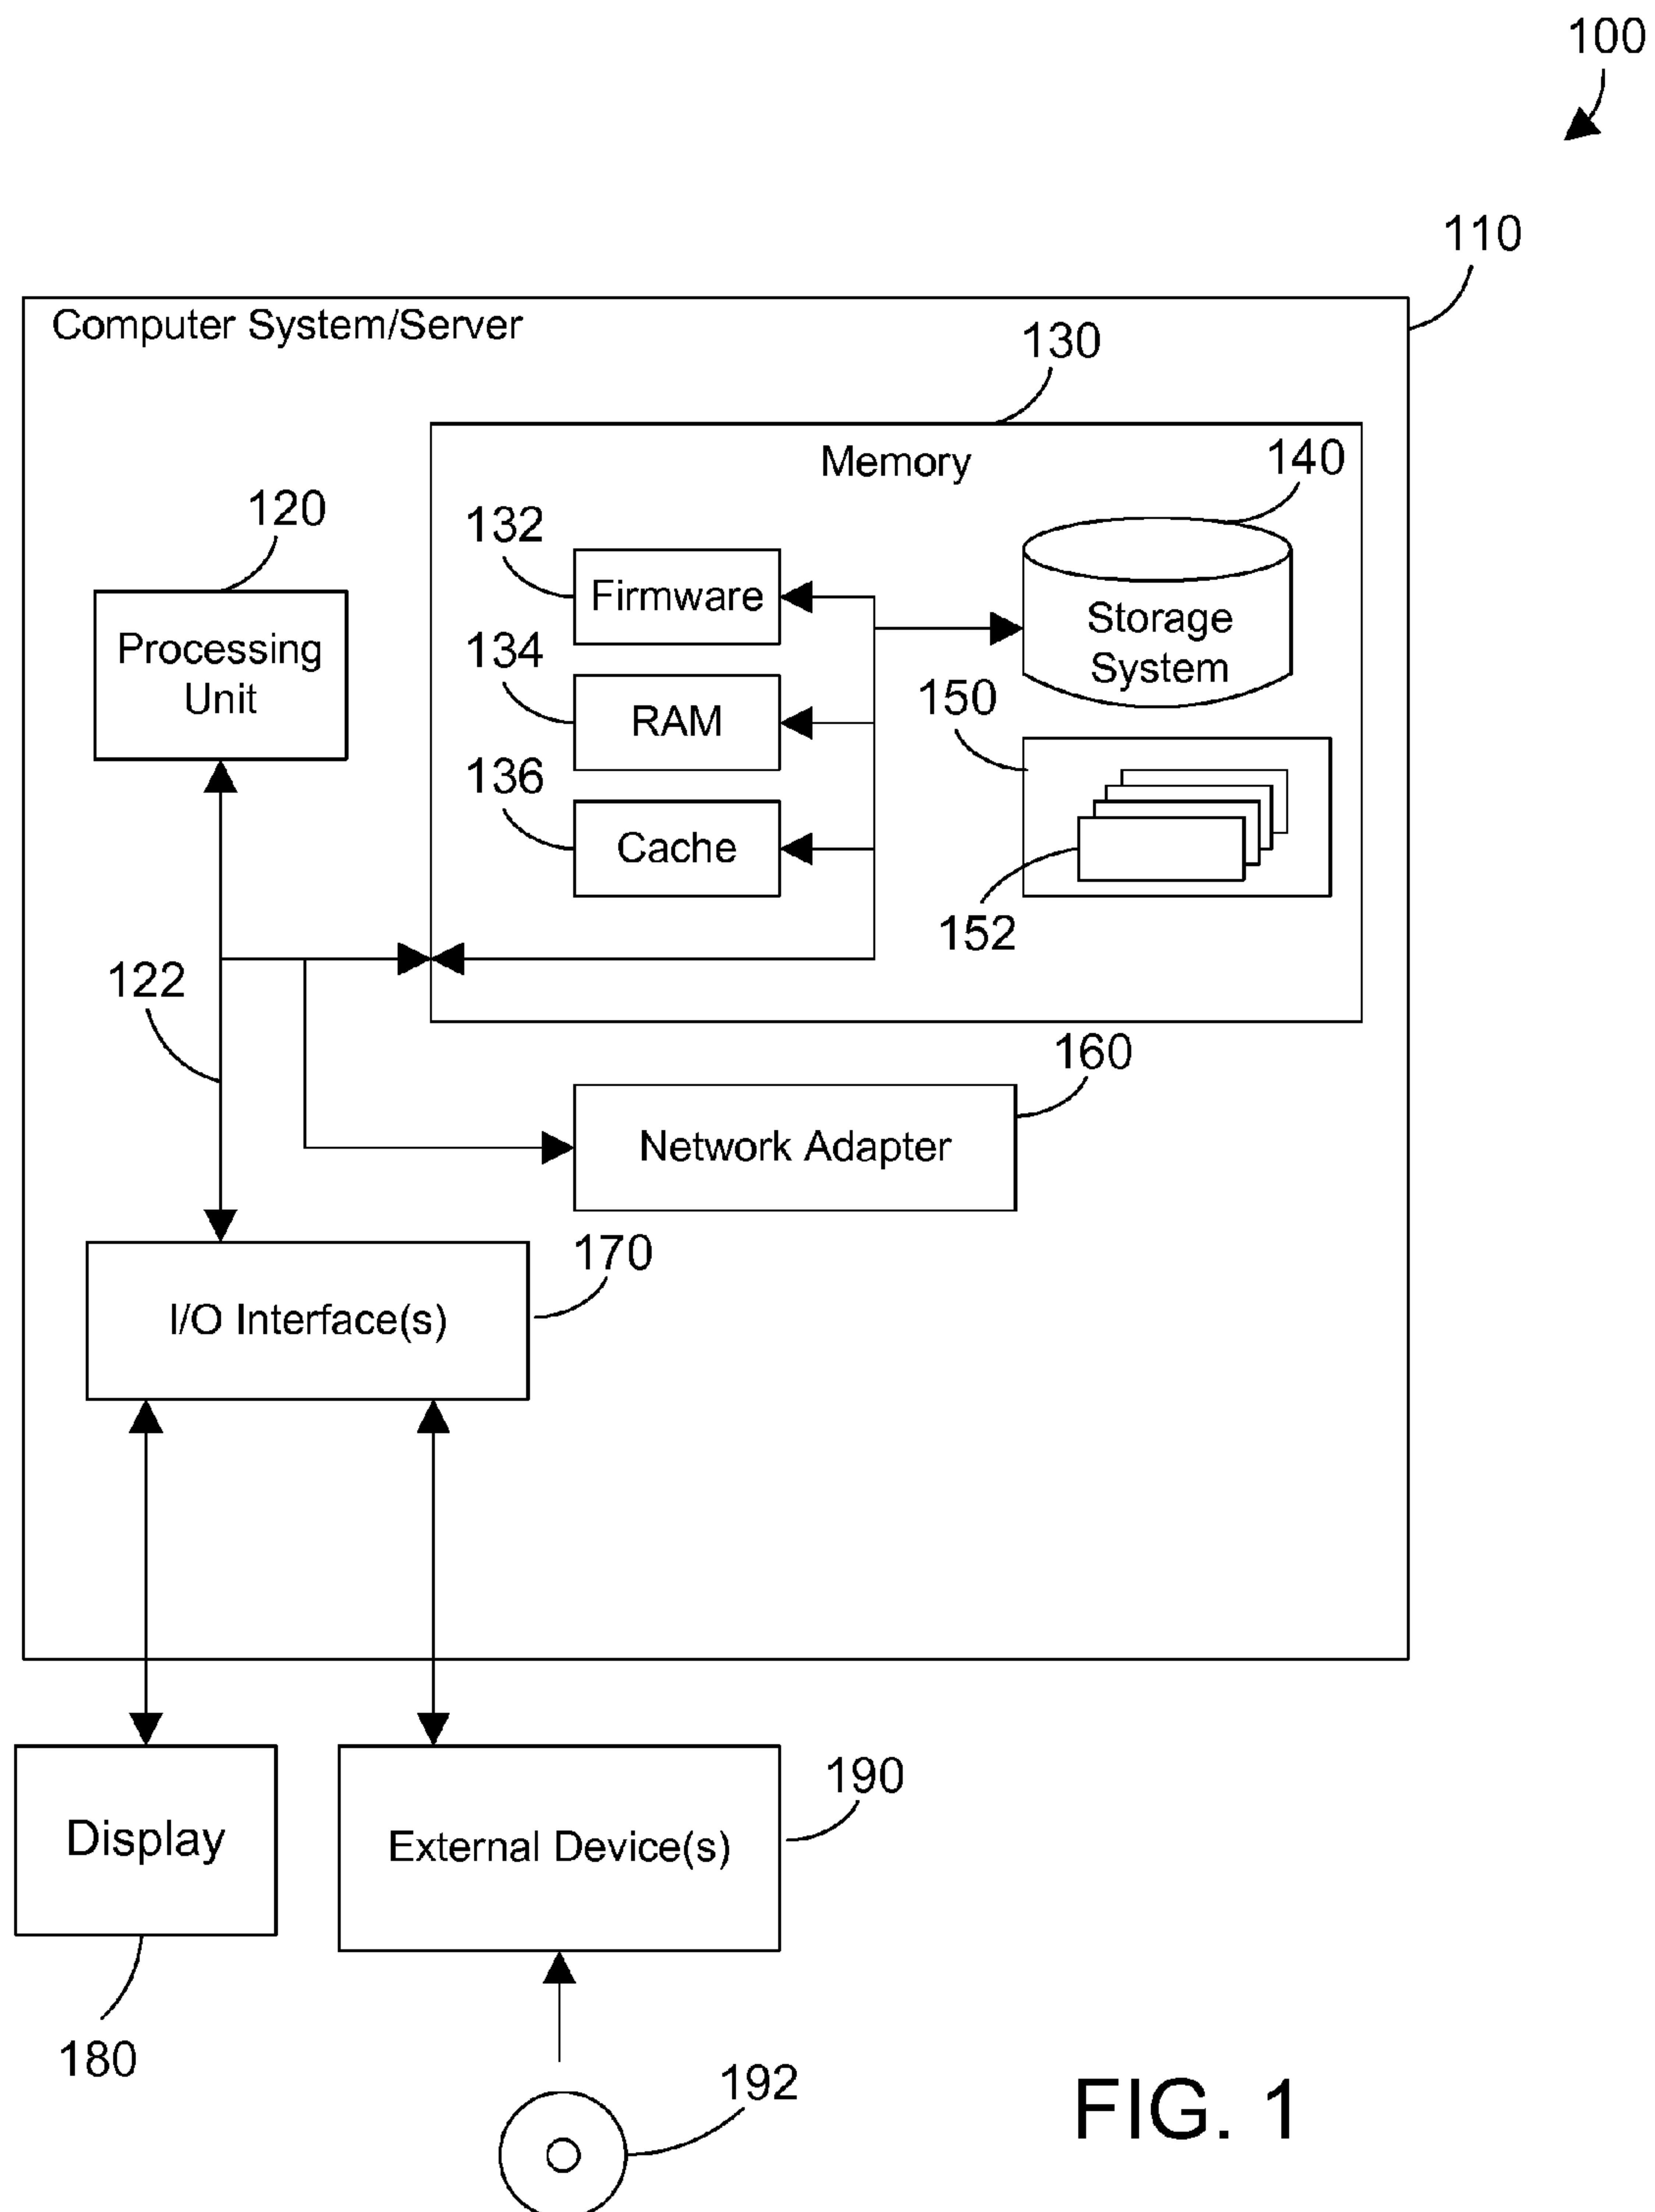 100
110
Computer System/Server
130
Memory
140
120
132
Firmware
Storage
System
Processing
Unit
134
RAM
150
136
Cache
152
122
160
Network Adapter
170
I/O Interface(s)
190
Display
External Device(s)
180
192
FIG. 1